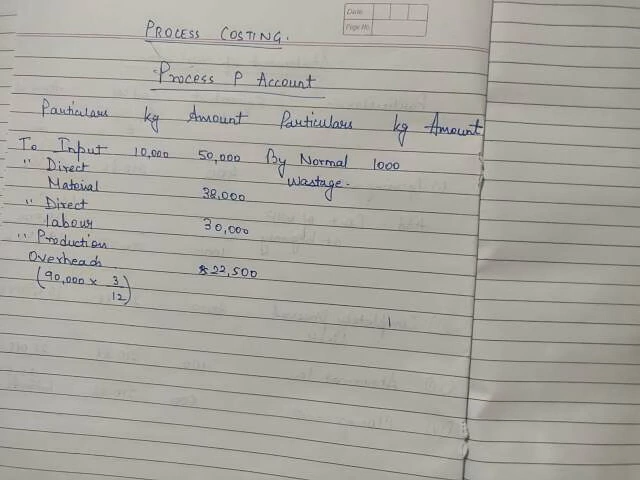 Date
Page No.
PROCESS COSTING.
Process P Account
Particulars kg Amount Particulars kg Amount
To Input 10,000 50,000 By Normal 1000
" Direct Wastage.
Material 38,000
" Direct
Labour 30,000
" Production
Overheads 22,500
(90,000 x 3/12)